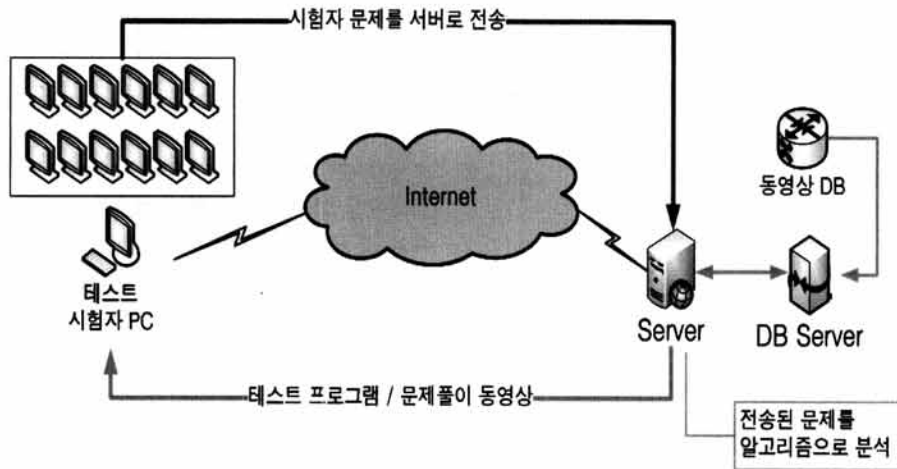 시험자 문제를 서버로 전송
Internet
동영상 DB
테스트
시험자 PC
Server
DB Server
테스트 프로그램 / 문제풀이 동영상
전송된 문제를
알고리즘으로 분석